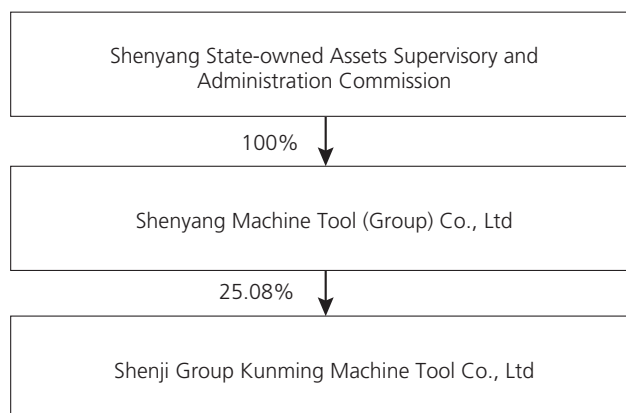 Shenyang State-owned Assets Supervisory and
Administration Commission
100%
Shenyang Machine Tool (Group) Co., Ltd
25.08%
Shenji Group Kunming Machine Tool Co., Ltd